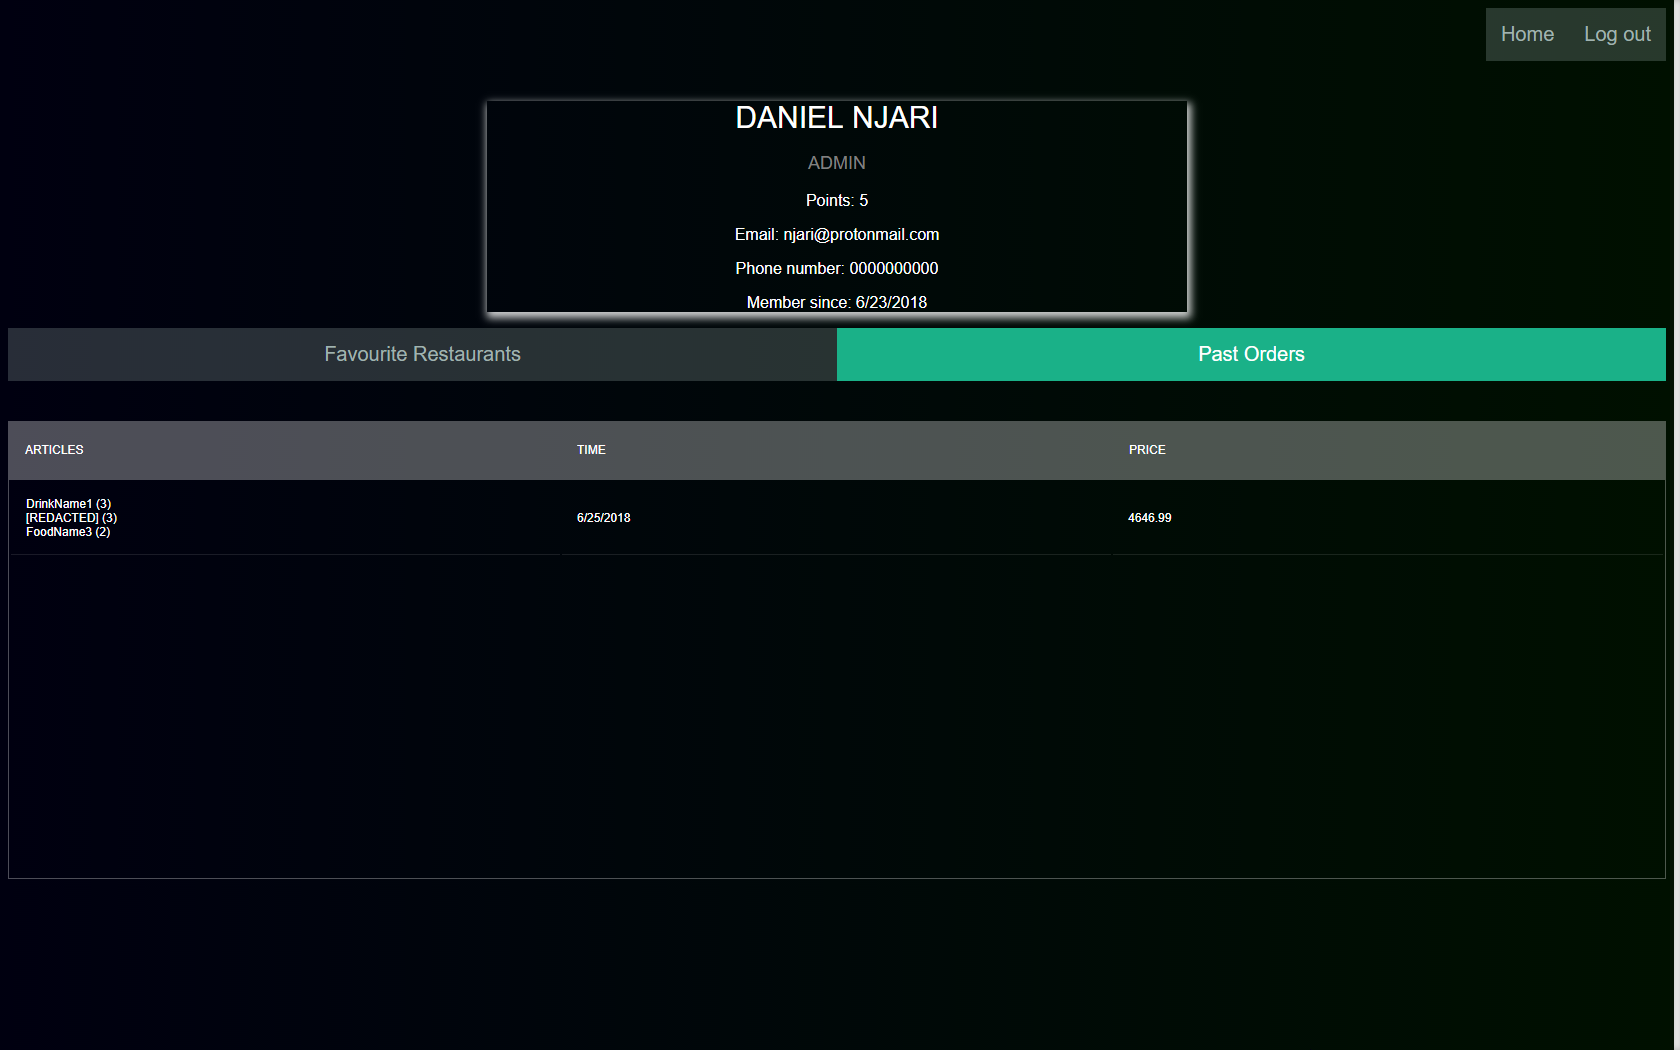 Home Log out
DANIEL NJARI
ADMIN
Points: 5
Email: njari@protonmail.com
Phone number: 0000000000
Member since: 6/23/2018
Favourite Restaurants Past Orders
ARTICLES TIME PRICE
DrinkName1 (3)
[REDACTED] (3) 6/25/2018 4646.99
FoodName3 (2)